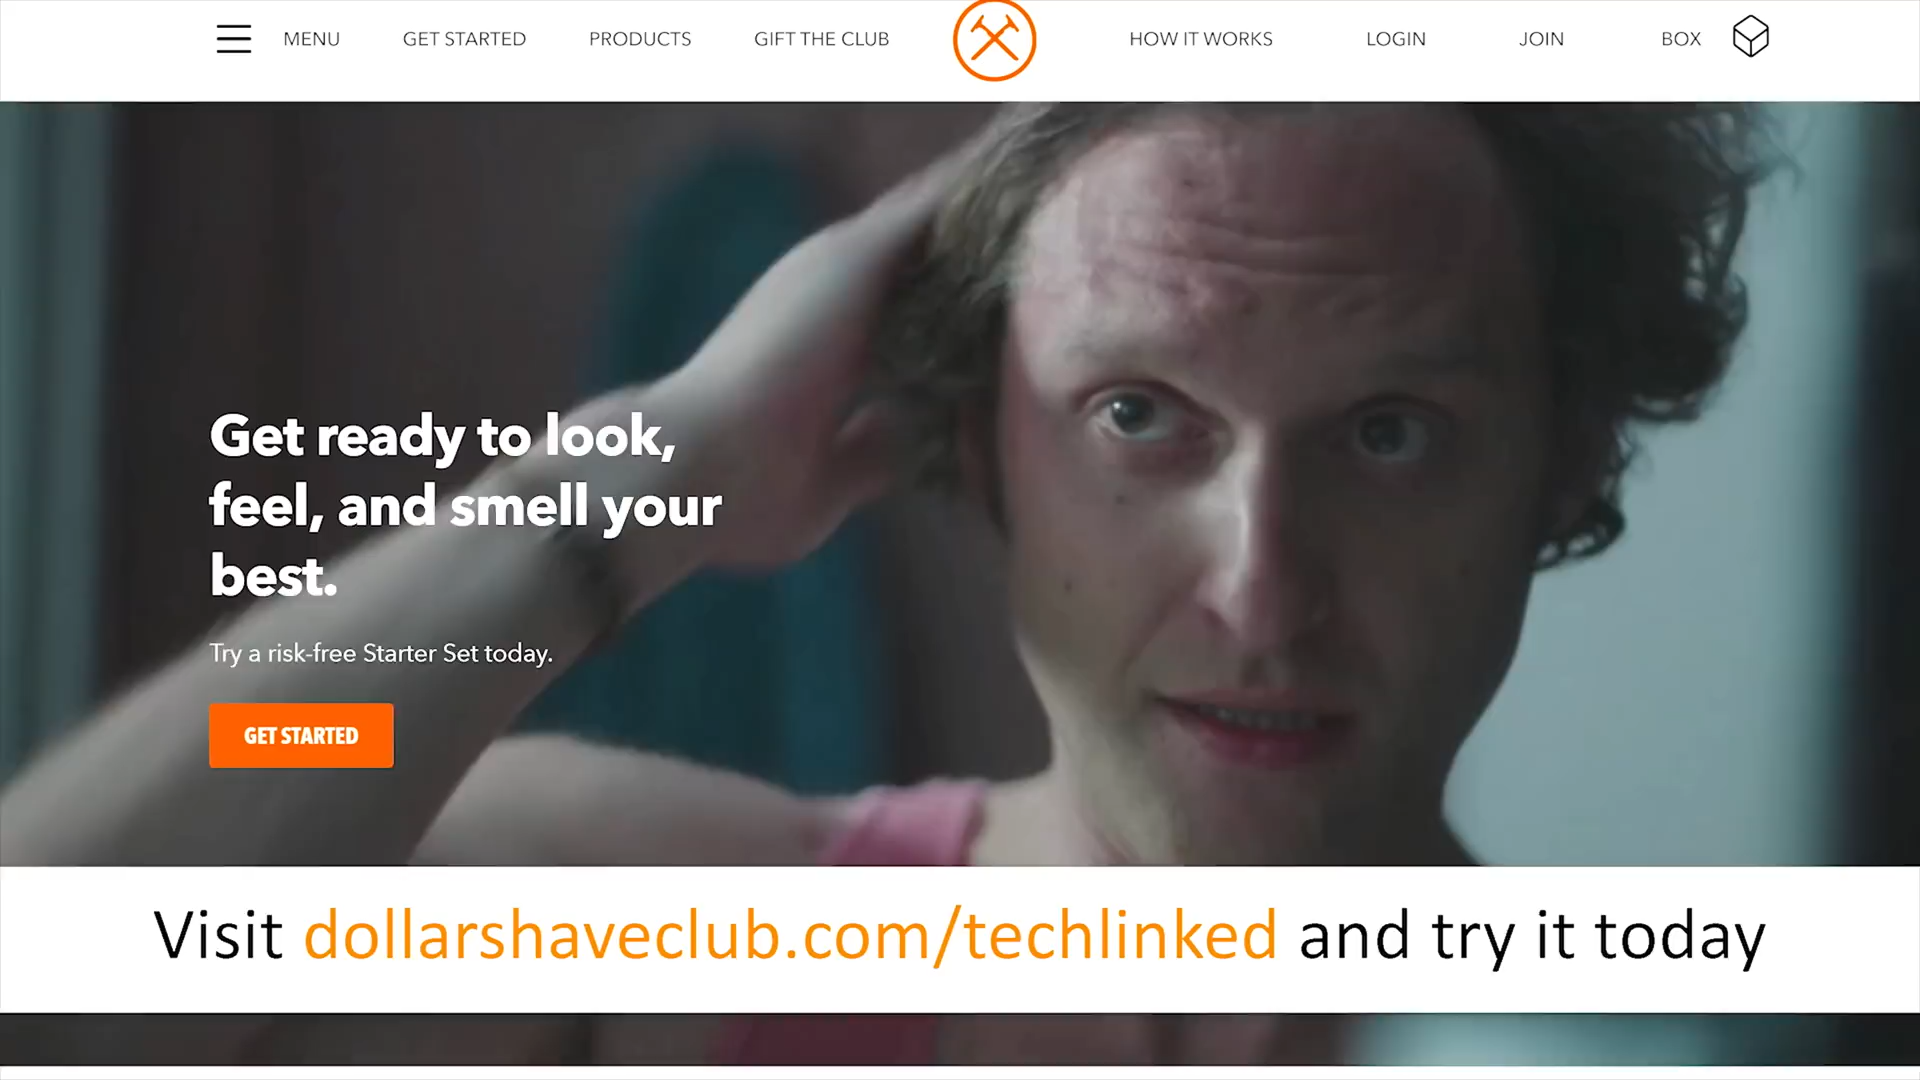 MENU
GET STARTED
PRODUCTS
GIFT THE CLUB
HOW IT WORKS
LOGIN
JOIN
BOX
Get ready to look,
feel, and smell your
best.
Try a risk-free Starter Set today.
GET STARTED
Visit dollarshaveclub.com/techlinked and try it today